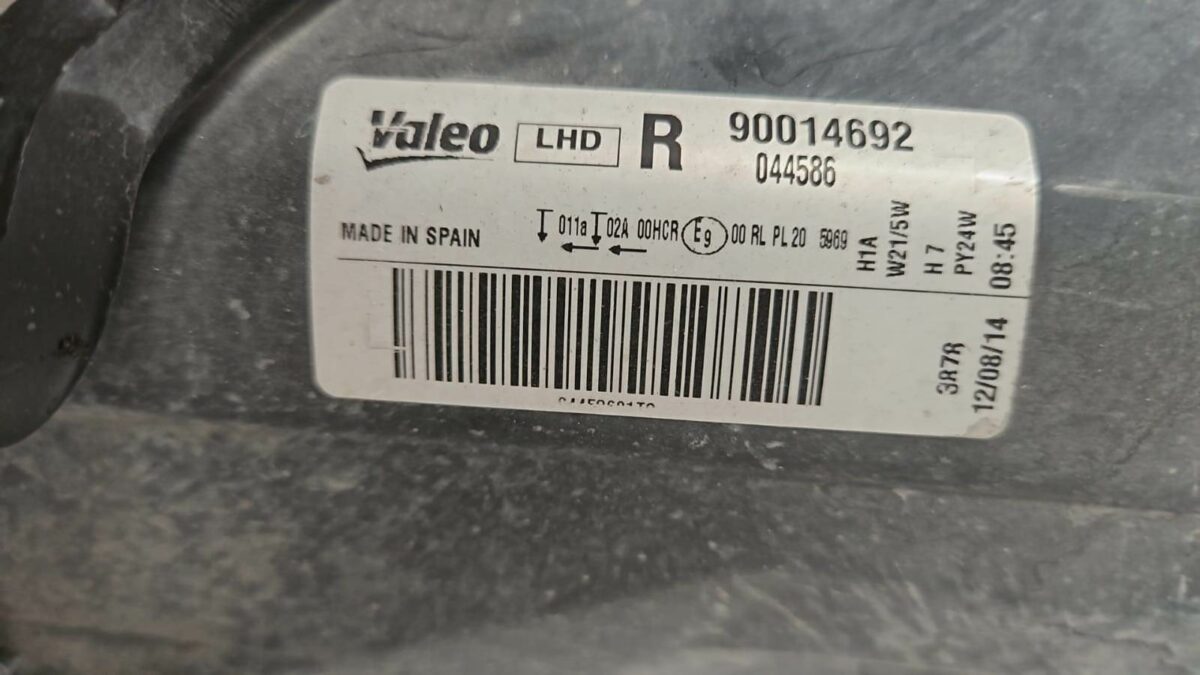 Valeo LHD R 90014692
044586
MADE IN SPAIN 011a 02A 00HCR E9 00 RL PL 20 5969
H1A
W21/5W
H 7
PY24W
08:45
3R7R
12/08/14